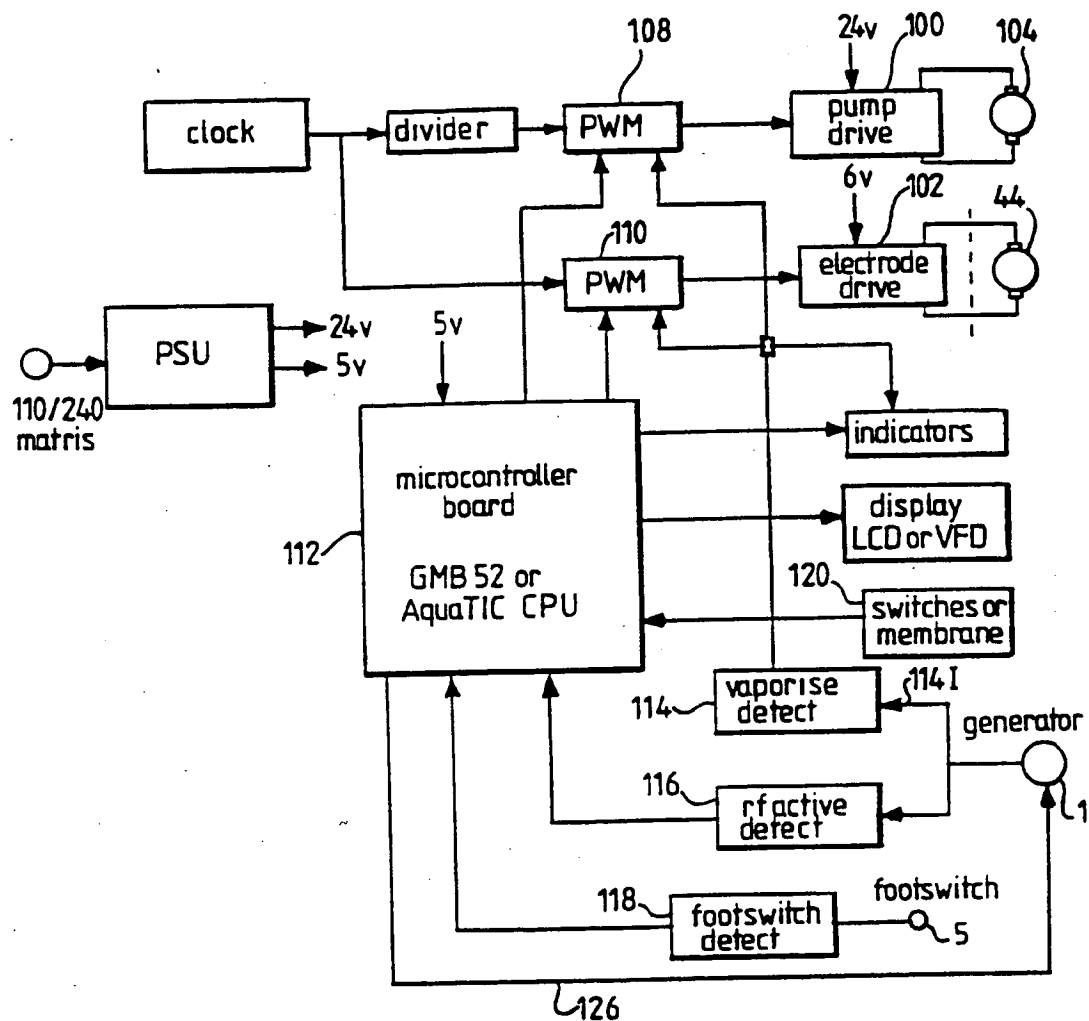 108
24v
100
104
clock
divider
PWM
pump
drive
6v
102
44
110
PWM
electrode
drive
PSU
24v
5v
5v
110/240
matris
indicators
microcontroller
board
GMB 52 or
AquaTIC CPU
112
display
LCD or VFD
120
switches or
membrane
114
vaporise
detect
114 I
generator
1
116
rf active
detect
118
footswitch
detect
footswitch
5
126